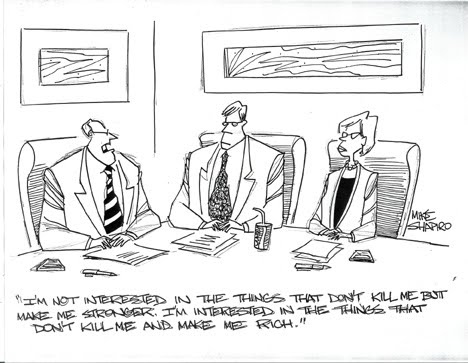 MIKE
SHAPIRO
"I'M NOT INTERESTED IN THE THINGS THAT DON'T KILL ME BUT
MAKE ME STRONGER. I'M INTERESTED IN THE THINGS THAT
DON'T KILL ME AND MAKE ME RICH."